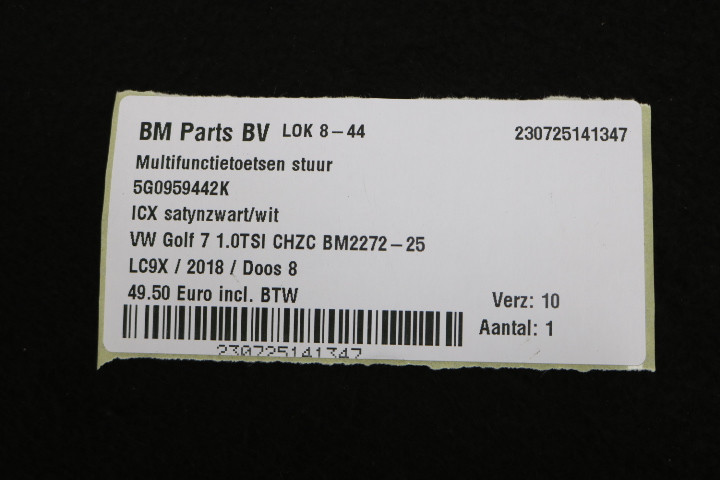 BM Parts BV LOK 8-44 230725141347
Multifunctietoetsen stuur
5G0959442K
ICX satynzwart/wit
VW Golf 7 1.0TSI CHZC BM2272-25
LC9X / 2018 / Doos 8
49.50 Euro incl. BTW Verz: 10
Aantal: 1
230725141347